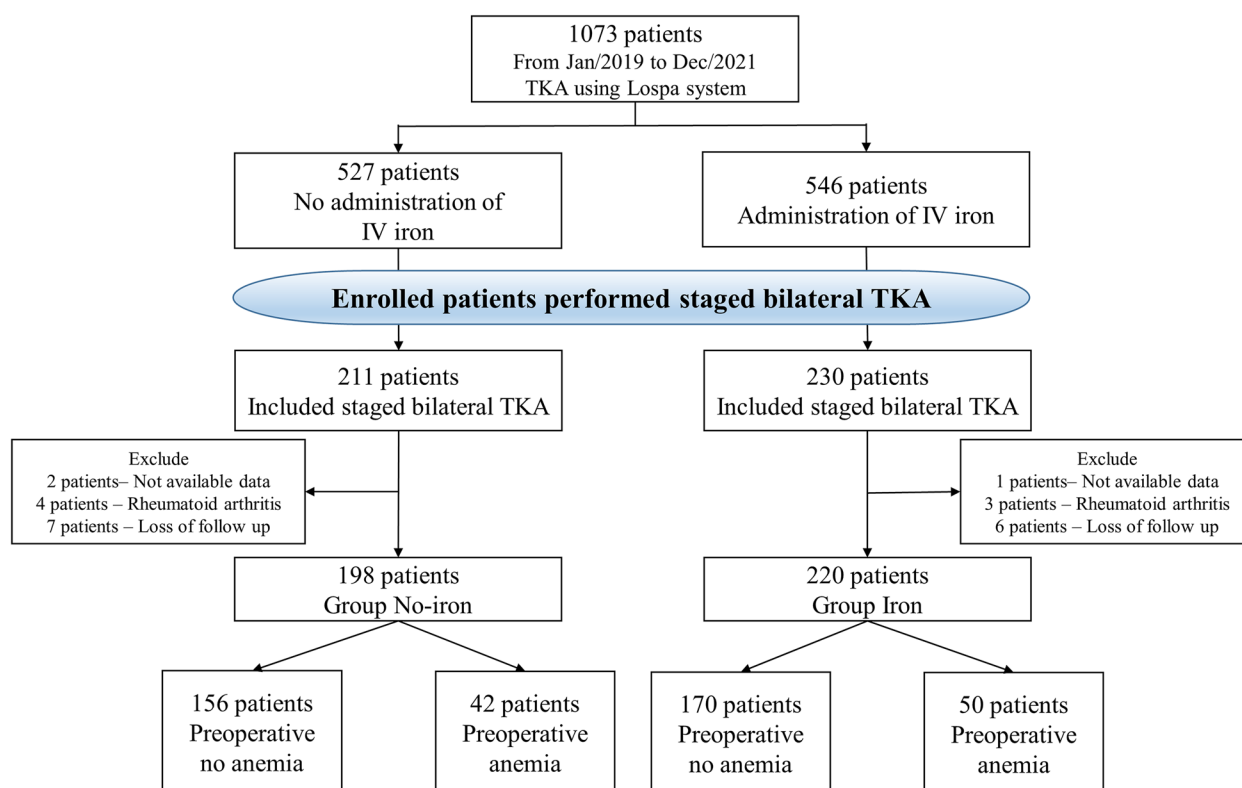 1073 patients
From Jan/2019 to Dec/2021
TKA using Lospa system
527 patients
No administration of
IV iron
546 patients
Administration of IV iron
Enrolled patients performed staged bilateral TKA
211 patients
Included staged bilateral TKA
230 patients
Included staged bilateral TKA
Exclude
2 patients– Not available data
4 patients – Rheumatoid arthritis
7 patients – Loss of follow up
Exclude
1 patients– Not available data
3 patients – Rheumatoid arthritis
6 patients – Loss of follow up
198 patients
Group No-iron
220 patients
Group Iron
156 patients
Preoperative
no anemia
42 patients
Preoperative
anemia
170 patients
Preoperative
no anemia
50 patients
Preoperative
anemia